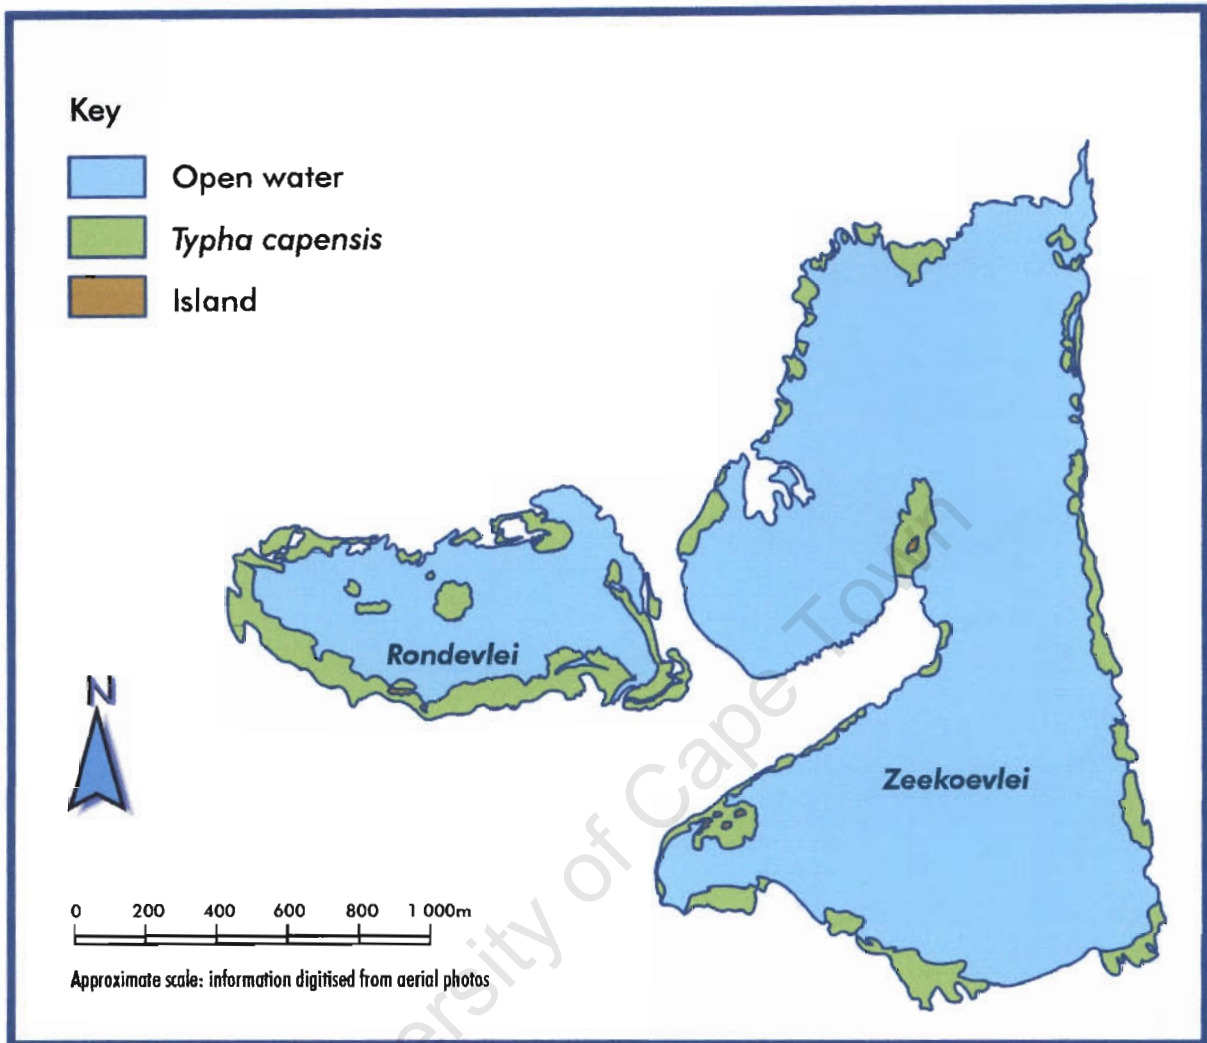 Key
Open water
Typha capensis
Island
Rondevlei
N
Zeekoevlei
0 200 400 600 800 1 000m
Approximate scale: information digitised from aerial photos
University of Cape Town